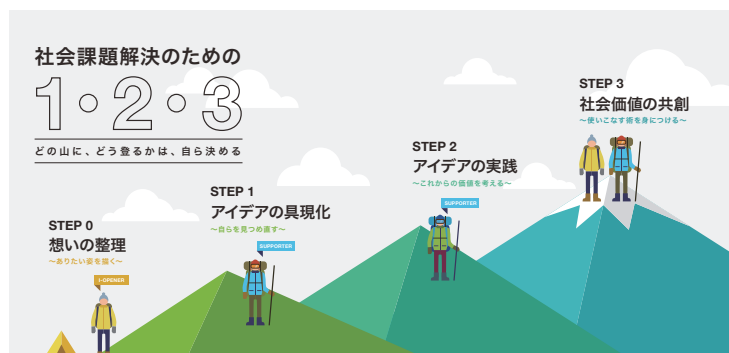 社会課題解決のための
1・2・3
どの山に、どう登るかは、自ら決める
STEP 0
想いの整理
〜ありたい姿を描く〜
I-OPENER
STEP 1
アイデアの具現化
〜自らを見つめ直す〜
SUPPORTER
STEP 2
アイデアの実践
〜これからの価値を考える〜
SUPPORTER
STEP 3
社会価値の共創
〜使いこなす術を身につける〜